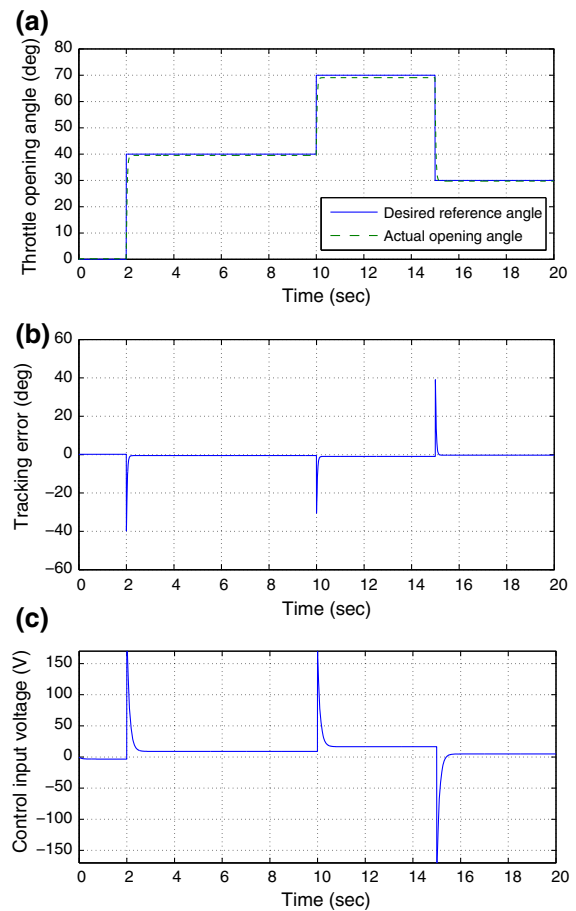 (a)
Throttle opening angle (deg)
80
70
60
50
40
30
20
10
0
Desired reference angle
Actual opening angle
0 2 4 6 8 10 12 14 16 18 20
Time (sec)
(b)
Tracking error (deg)
60
40
20
0
−20
−40
−60
0 2 4 6 8 10 12 14 16 18 20
Time (sec)
(c)
Control input voltage (V)
150
100
50
0
−50
−100
−150
0 2 4 6 8 10 12 14 16 18 20
Time (sec)